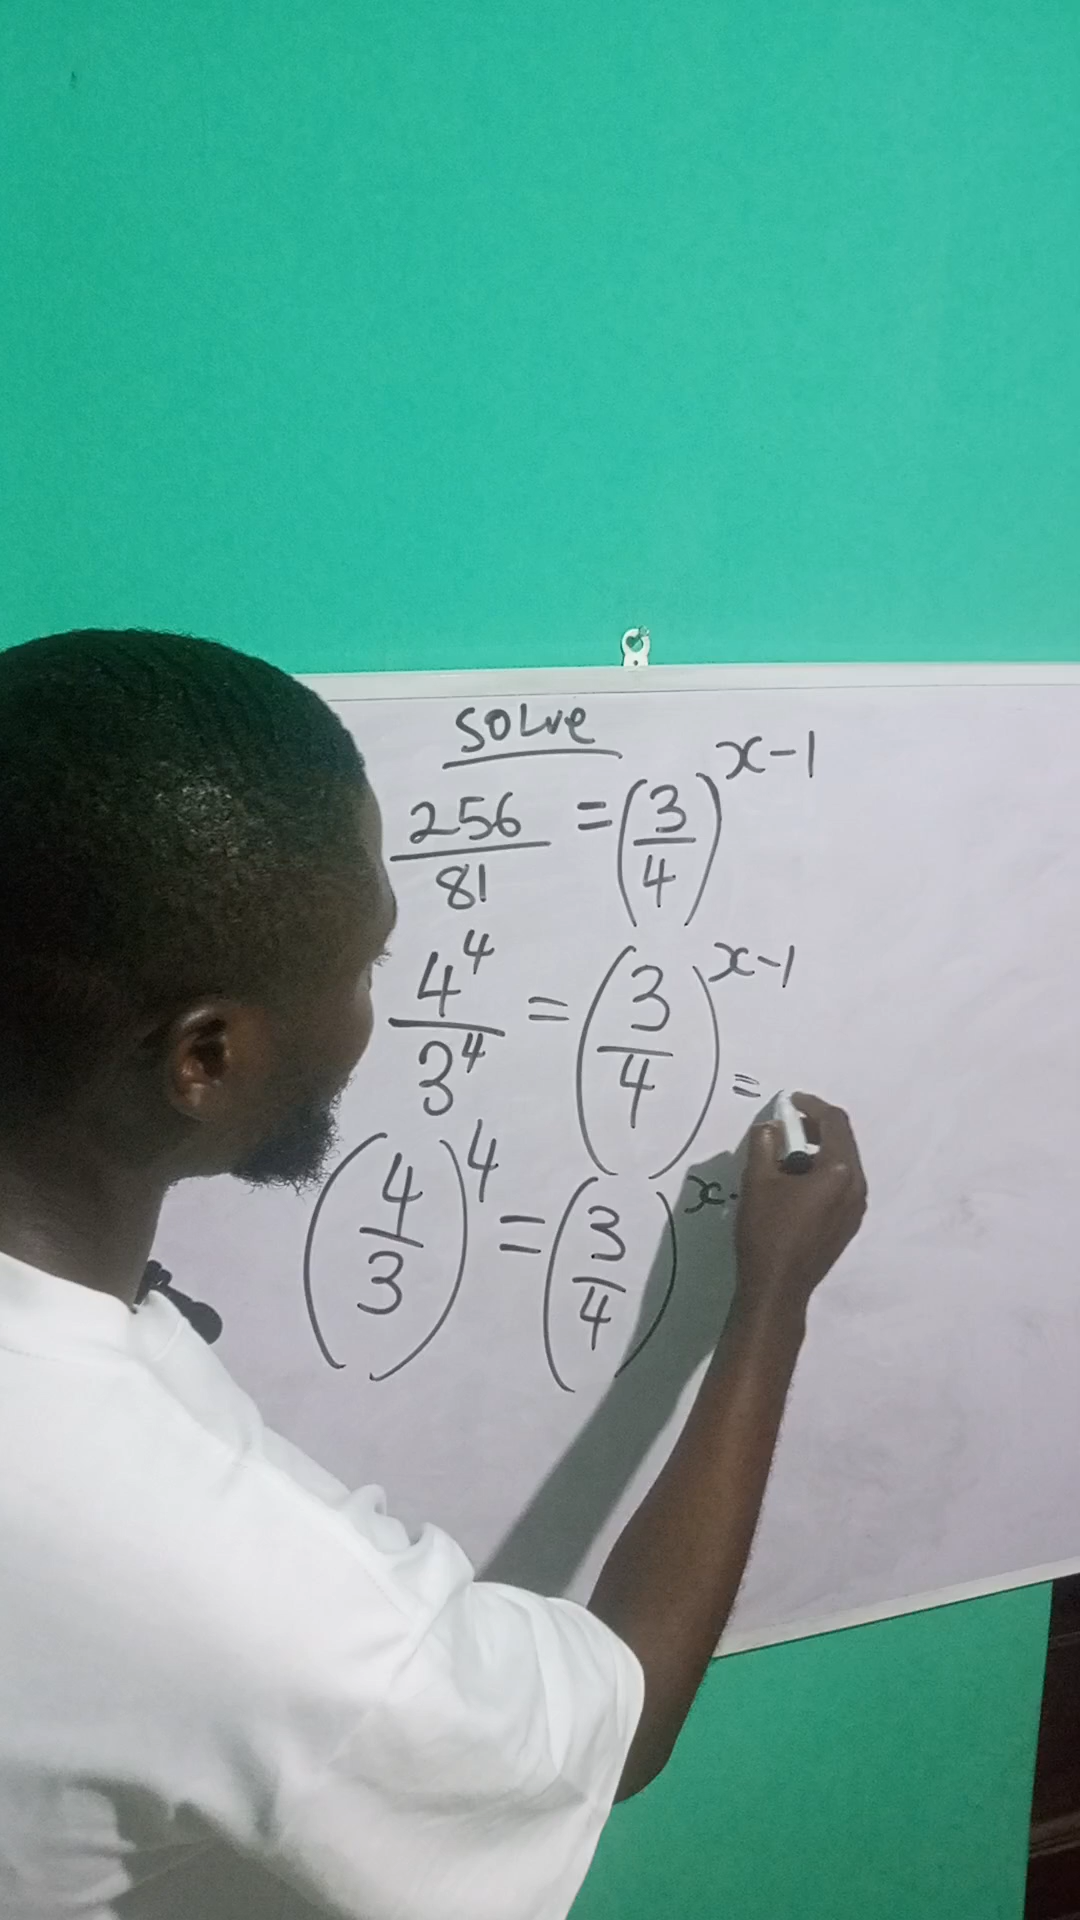 solve
256/81 = (3/4)^x-1
4^4/3^4 = (3/4)^x-1
=
(4/3)^4 = (3/4)^x-